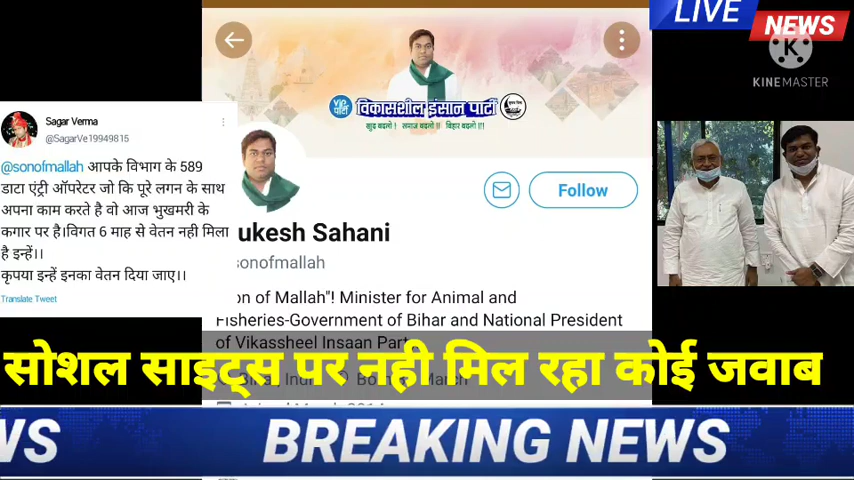 LIVE
NEWS
KINEMASTER
VIP
पार्टी
विकासशील इंसान पार्टी
Sagar Verma
@SagarVe19949815
@sonofmallah आपके विभाग के 589
डाटा एंट्री ऑपरेटर जो कि पूरे लगन के साथ
अपना काम करते है वो आज भुखमरी के
कगार पर है।विगत 6 माह से वेतन नही मिला
है इन्हें।।
कृपया इन्हें इनका वेतन दिया जाए।।
Translate Tweet
Follow
ukesh Sahani
sonofmallah
on of Mallah"! Minister for Animal and
Fisheries-Government of Bihar and National President
of Vikassheel Insaan Party
सोशल साइट्स पर नही मिल रहा कोई जवाब
WS
BREAKING NEWS